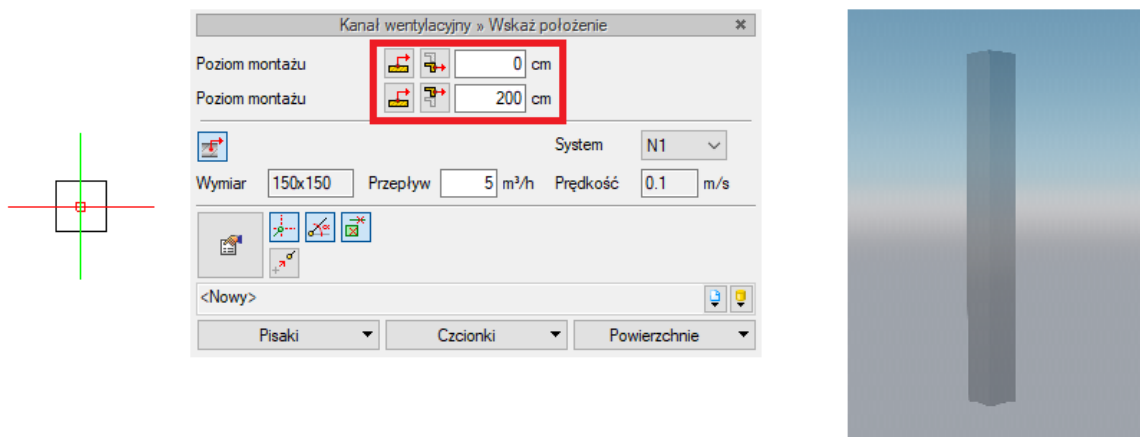 Kanał wentylacyjny » Wskaż położenie
Poziom montażu 0 cm
Poziom montażu 200 cm
System N1
Wymiar 150x150 Przepływ 5 m³/h Prędkość 0.1 m/s
<Nowy>
Pisaki Czcionki Powierzchnie